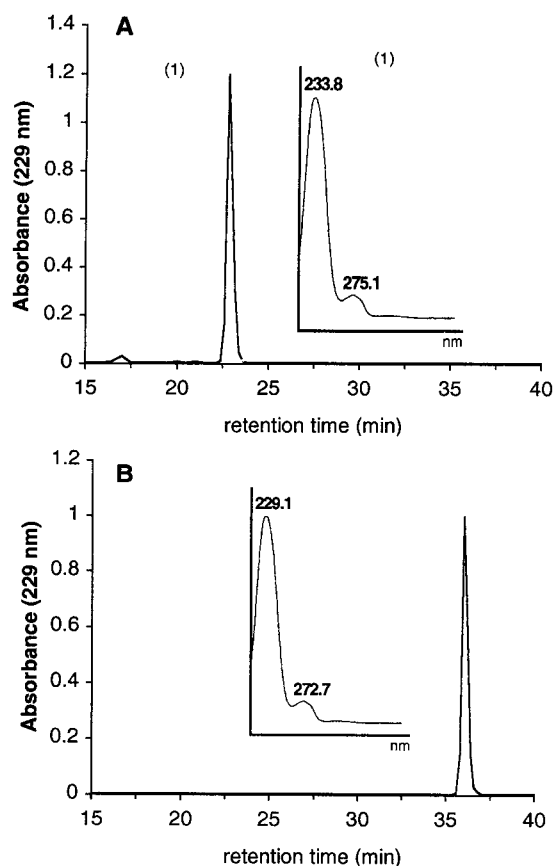 A
1.4
1.2
1
0.8
0.6
0.4
0.2
0
Absorbance (229 nm)
(1)
(1)
233.8
275.1
nm
15 20 25 30 35 40
retention time (min)
B
1.2
1
0.8
0.6
0.4
0.2
0
Absorbance (229 nm)
229.1
272.7
nm
15 20 25 30 35 40
retention time (min)